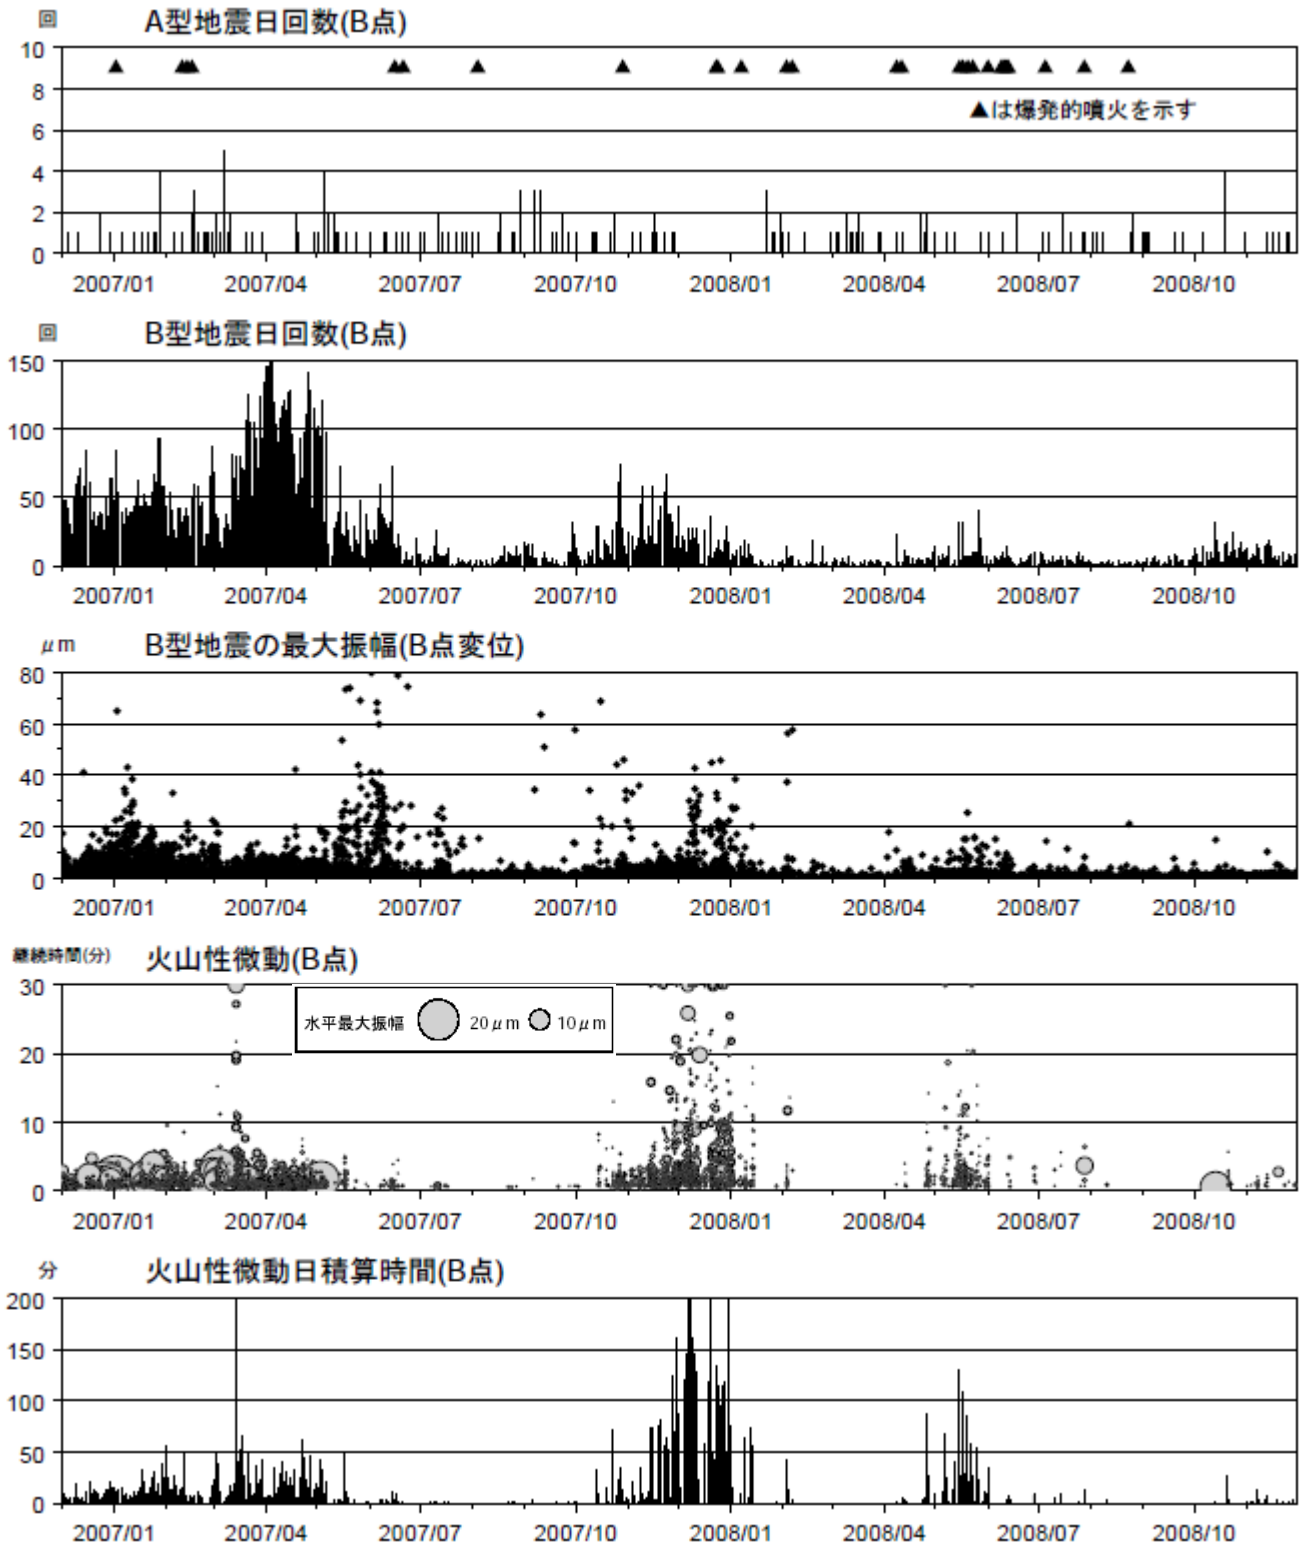 回 A型地震日回数(B点)
10
8
▲は爆発的噴火を示す
6
4
2
0
2007/01 2007/04 2007/07 2007/10 2008/01 2008/04 2008/07 2008/10
回 B型地震日回数(B点)
150
100
50
0
2007/01 2007/04 2007/07 2007/10 2008/01 2008/04 2008/07 2008/10
μm B型地震の最大振幅(B点変位)
80
60
40
20
0
2007/01 2007/04 2007/07 2007/10 2008/01 2008/04 2008/07 2008/10
継続時間(分) 火山性微動(B点)
30
水平最大振幅 20μm 10μm
20
10
0
2007/01 2007/04 2007/07 2007/10 2008/01 2008/04 2008/07 2008/10
分 火山性微動日積算時間(B点)
200
150
100
50
0
2007/01 2007/04 2007/07 2007/10 2008/01 2008/04 2008/07 2008/10